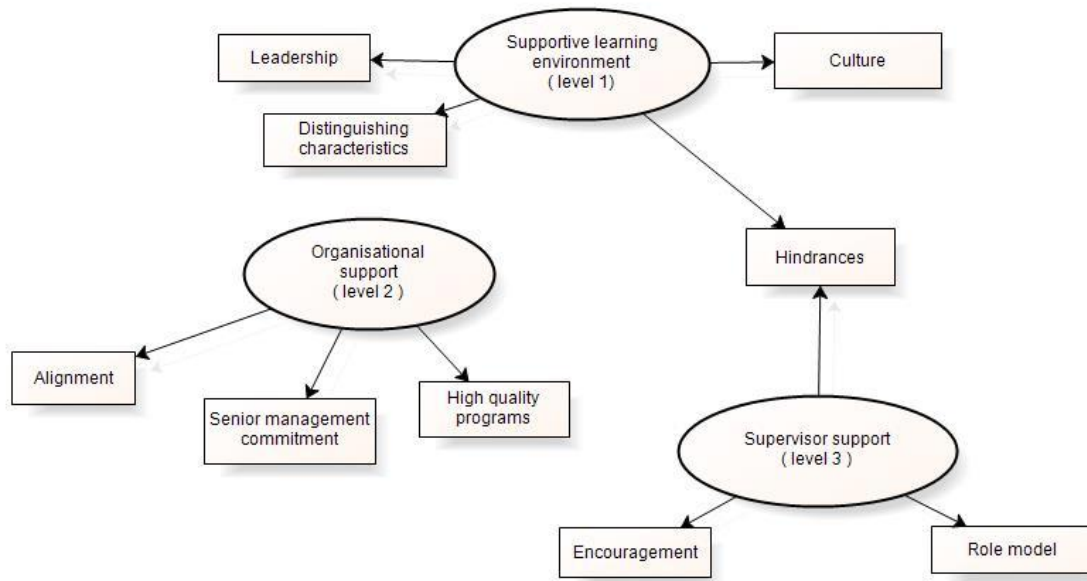 Supportive learning
environment
( level 1)
Leadership
Culture
Distinguishing
characteristics
Organisational
support
( level 2 )
Hindrances
Alignment
Senior management
commitment
High quality
programs
Supervisor support
( level 3 )
Encouragement
Role model